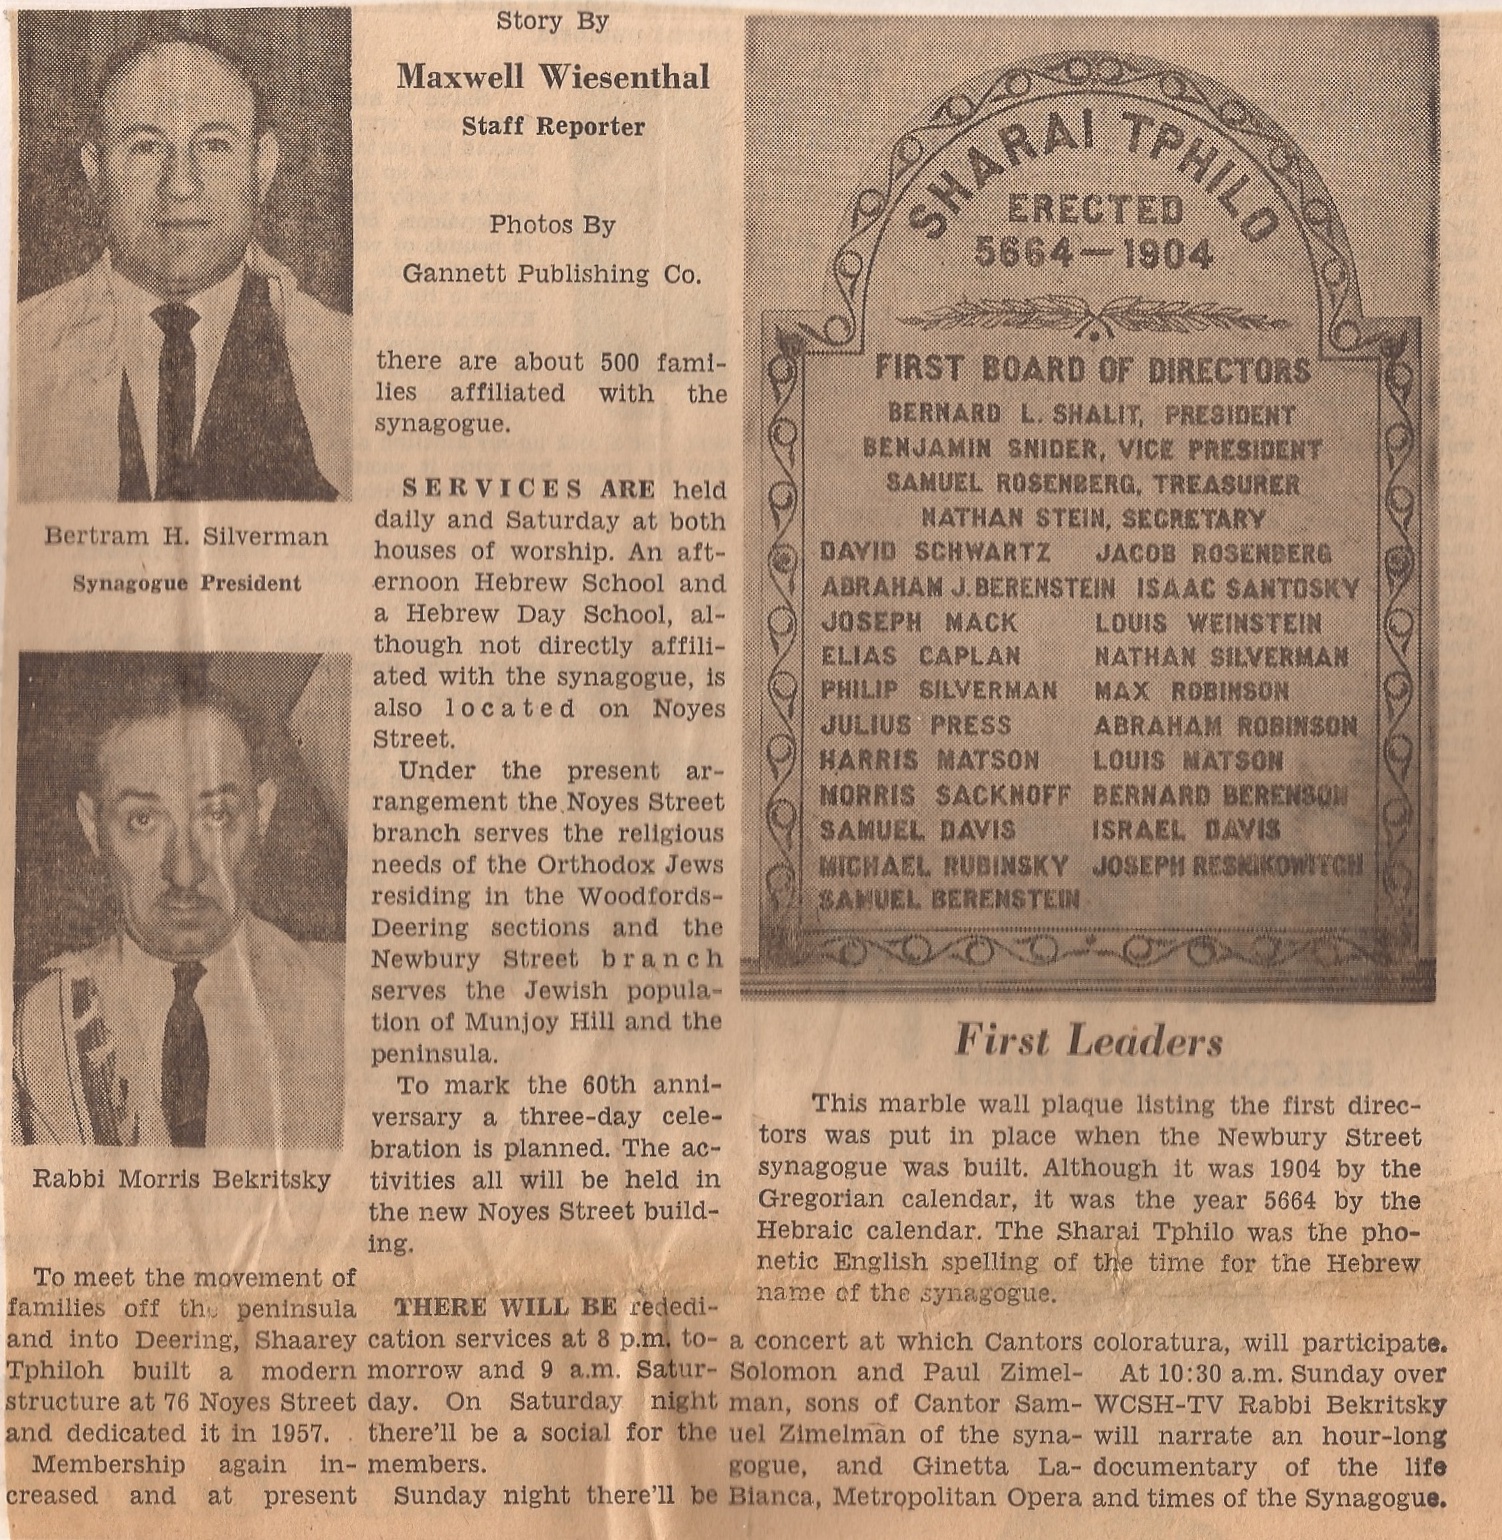 Bertram H. Silverman
Synagogue President
Rabbi Morris Bekritsky
To meet the movement of
families off the peninsula
and into Deering, Shaarey
Tphiloh built a modern
structure at 76 Noyes Street
and dedicated it in 1957.
Membership again in-
creased and at present
Story By
Maxwell Wiesenthal
Staff Reporter
Photos By
Gannett Publishing Co.
there are about 500 fami-
lies affiliated with the
synagogue.
SERVICES ARE held
daily and Saturday at both
houses of worship. An aft-
ernoon Hebrew School and
a Hebrew Day School, al-
though not directly affili-
ated with the synagogue, is
also located on Noyes
Street.
Under the present ar-
rangement the Noyes Street
branch serves the religious
needs of the Orthodox Jews
residing in the Woodfords-
Deering sections and the
Newbury Street branch
serves the Jewish popula-
tion of Munjoy Hill and the
peninsula.
To mark the 60th anni-
versary a three-day cele-
bration is planned. The ac-
tivities all will be held in
the new Noyes Street build-
ing.
THERE WILL BE rededi-
cation services at 8 p.m. to-
morrow and 9 a.m. Satur-
day. On Saturday night
there'll be a social for the
members.
Sunday night there'll be
SHARAI TPHILO
ERECTED
5664—1904
FIRST BOARD OF DIRECTORS
BERNARD L. SHALIT, PRESIDENT
BENJAMIN SNIDER, VICE PRESIDENT
SAMUEL ROSENBERG, TREASURER
NATHAN STEIN, SECRETARY
DAVID SCHWARTZ JACOB ROSENBERG
ABRAHAM J. BERENSTEIN ISAAC SANTOSKY
JOSEPH MACK LOUIS WEINSTEIN
ELIAS CAPLAN NATHAN SILVERMAN
PHILIP SILVERMAN MAX ROBINSON
JULIUS PRESS ABRAHAM ROBINSON
HARRIS MATSON LOUIS MATSON
MORRIS SACKNOFF BERNARD BERENSON
SAMUEL DAVIS ISRAEL DAVIS
MICHAEL RUBINSKY JOSEPH RESNIKOWITCH
SAMUEL BERENSTEIN
First Leaders
This marble wall plaque listing the first direc-
tors was put in place when the Newbury Street
synagogue was built. Although it was 1904 by the
Gregorian calendar, it was the year 5664 by the
Hebraic calendar. The Sharai Tphilo was the pho-
netic English spelling of the time for the Hebrew
name of the synagogue.
a concert at which Cantors
Solomon and Paul Zimel-
man, sons of Cantor Sam-
uel Zimelman of the syna-
gogue, and Ginetta La-
Bianca, Metropolitan Opera
coloratura, will participate.
At 10:30 a.m. Sunday over
WCSH-TV Rabbi Bekritsky
will narrate an hour-long
documentary of the life
and times of the Synagogue.